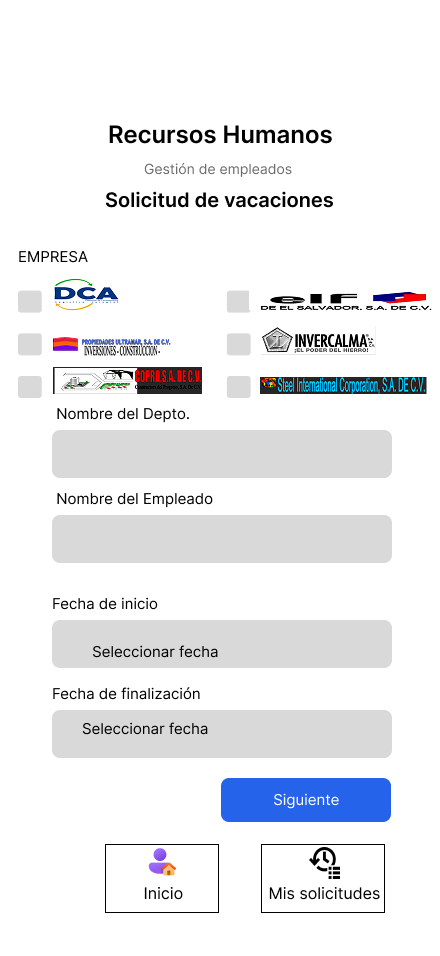 Recursos Humanos
Gestión de empleados
Solicitud de vacaciones
EMPRESA
DCA
elf
DE EL SALVADOR. S.A. DE C.V.
PROPIEDADES ULTRAMAR, S.A. DE C.V.
INVERSIONES - CONSTRUCCION -
INVERCALMA
¡EL PODER DEL HIERRO!
COPRO S.A. DE C.V.
Steel International Corporation, S.A. DE C.V.
Nombre del Depto.
Nombre del Empleado
Fecha de inicio
Seleccionar fecha
Fecha de finalización
Seleccionar fecha
Siguiente
Inicio
Mis solicitudes